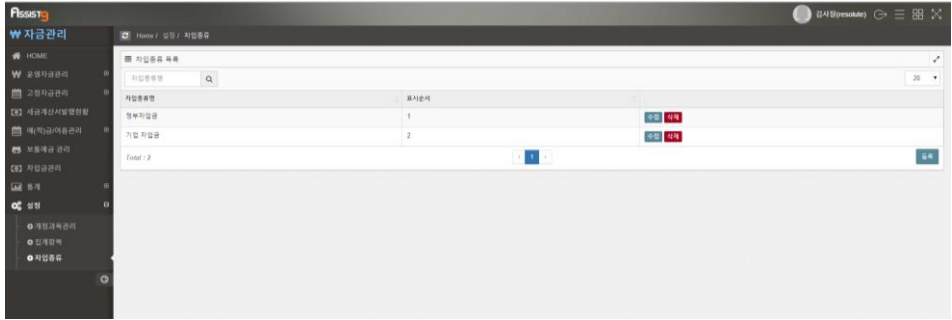 Assist9
김사장(resolute)
₩ 자금관리
Home / 설정 / 차입종류
HOME
운영자금관리
고정자금관리
세금계산서발행현황
예(적)금/어음관리
보통예금 관리
차입금관리
통계
설정
계정과목관리
집계항목
차입종류
차입종류 목록
차입종류명
20
차입종류명 표시순서
정부차입금 1 수정 삭제
기업 차입금 2 수정 삭제
Total : 2
1
등록